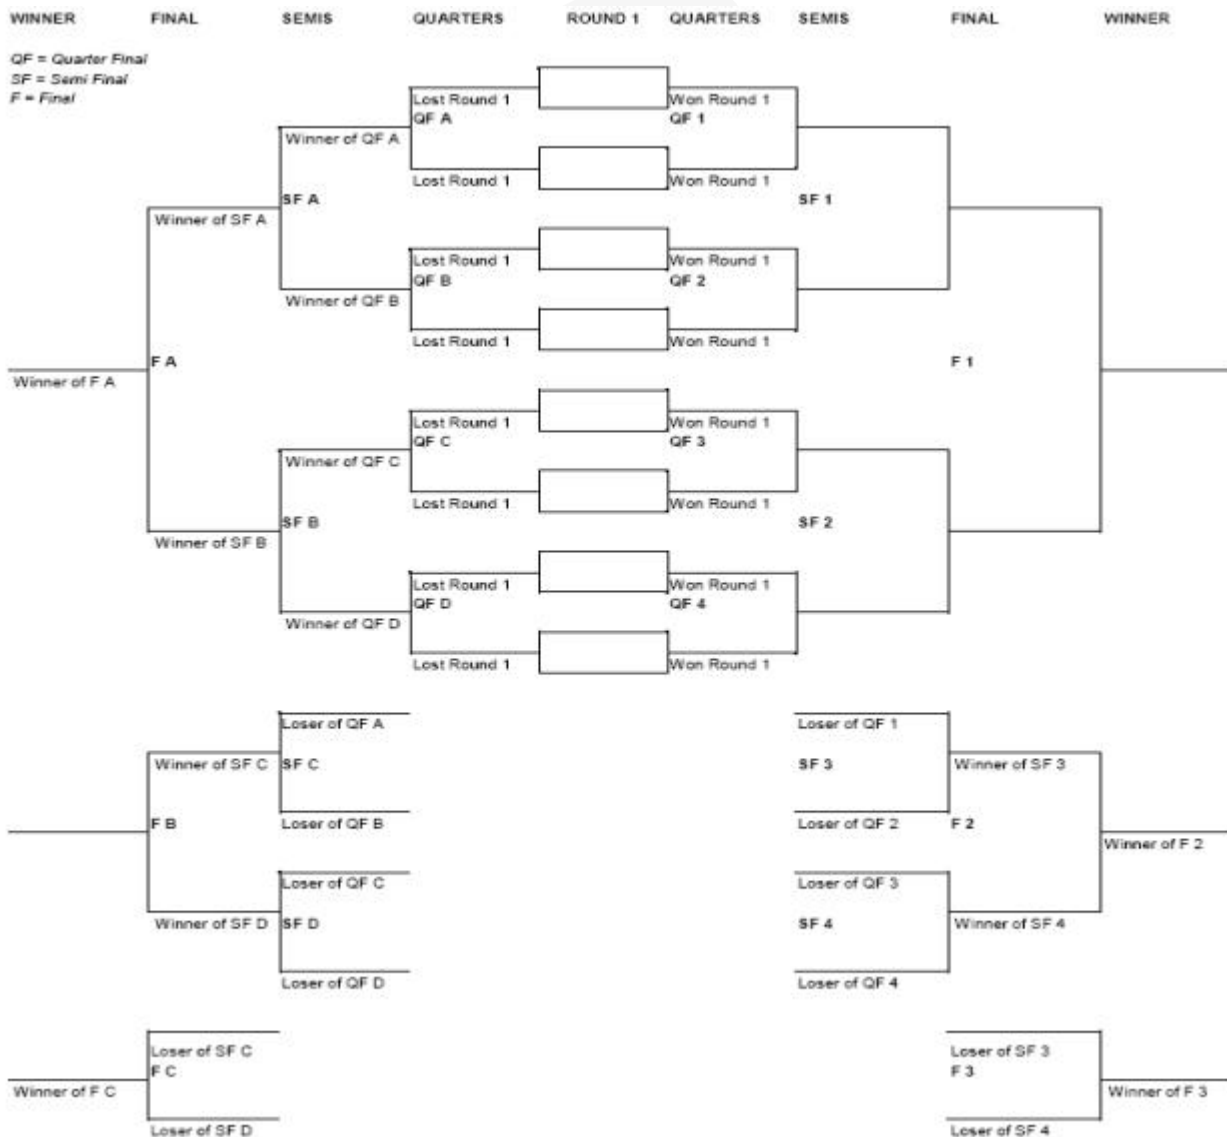 WINNER FINAL SEMIS QUARTERS ROUND 1 QUARTERS SEMIS FINAL WINNER
QF = Quarter Final
SF = Semi Final
F = Final
Lost Round 1 Won Round 1
QF A QF 1
Winner of QF A
Lost Round 1 Won Round 1
SF A SF 1
Winner of SF A
Lost Round 1 Won Round 1
QF B QF 2
Winner of QF B
Lost Round 1 Won Round 1
F A F 1
Winner of F A
Lost Round 1 Won Round 1
QF C QF 3
Winner of QF C
Lost Round 1 Won Round 1
SF B SF 2
Winner of SF B
Lost Round 1 Won Round 1
QF D QF 4
Winner of QF D
Lost Round 1 Won Round 1
Loser of QF A Loser of QF 1
Winner of SF C SF C SF 3 Winner of SF 3
F B Loser of QF B Loser of QF 2 F 2
Winner of F 2
Loser of QF C Loser of QF 3
Winner of SF D SF D SF 4 Winner of SF 4
Loser of QF D Loser of QF 4
Loser of SF C Loser of SF 3
F C F 3
Winner of F C Winner of F 3
Loser of SF D Loser of SF 4